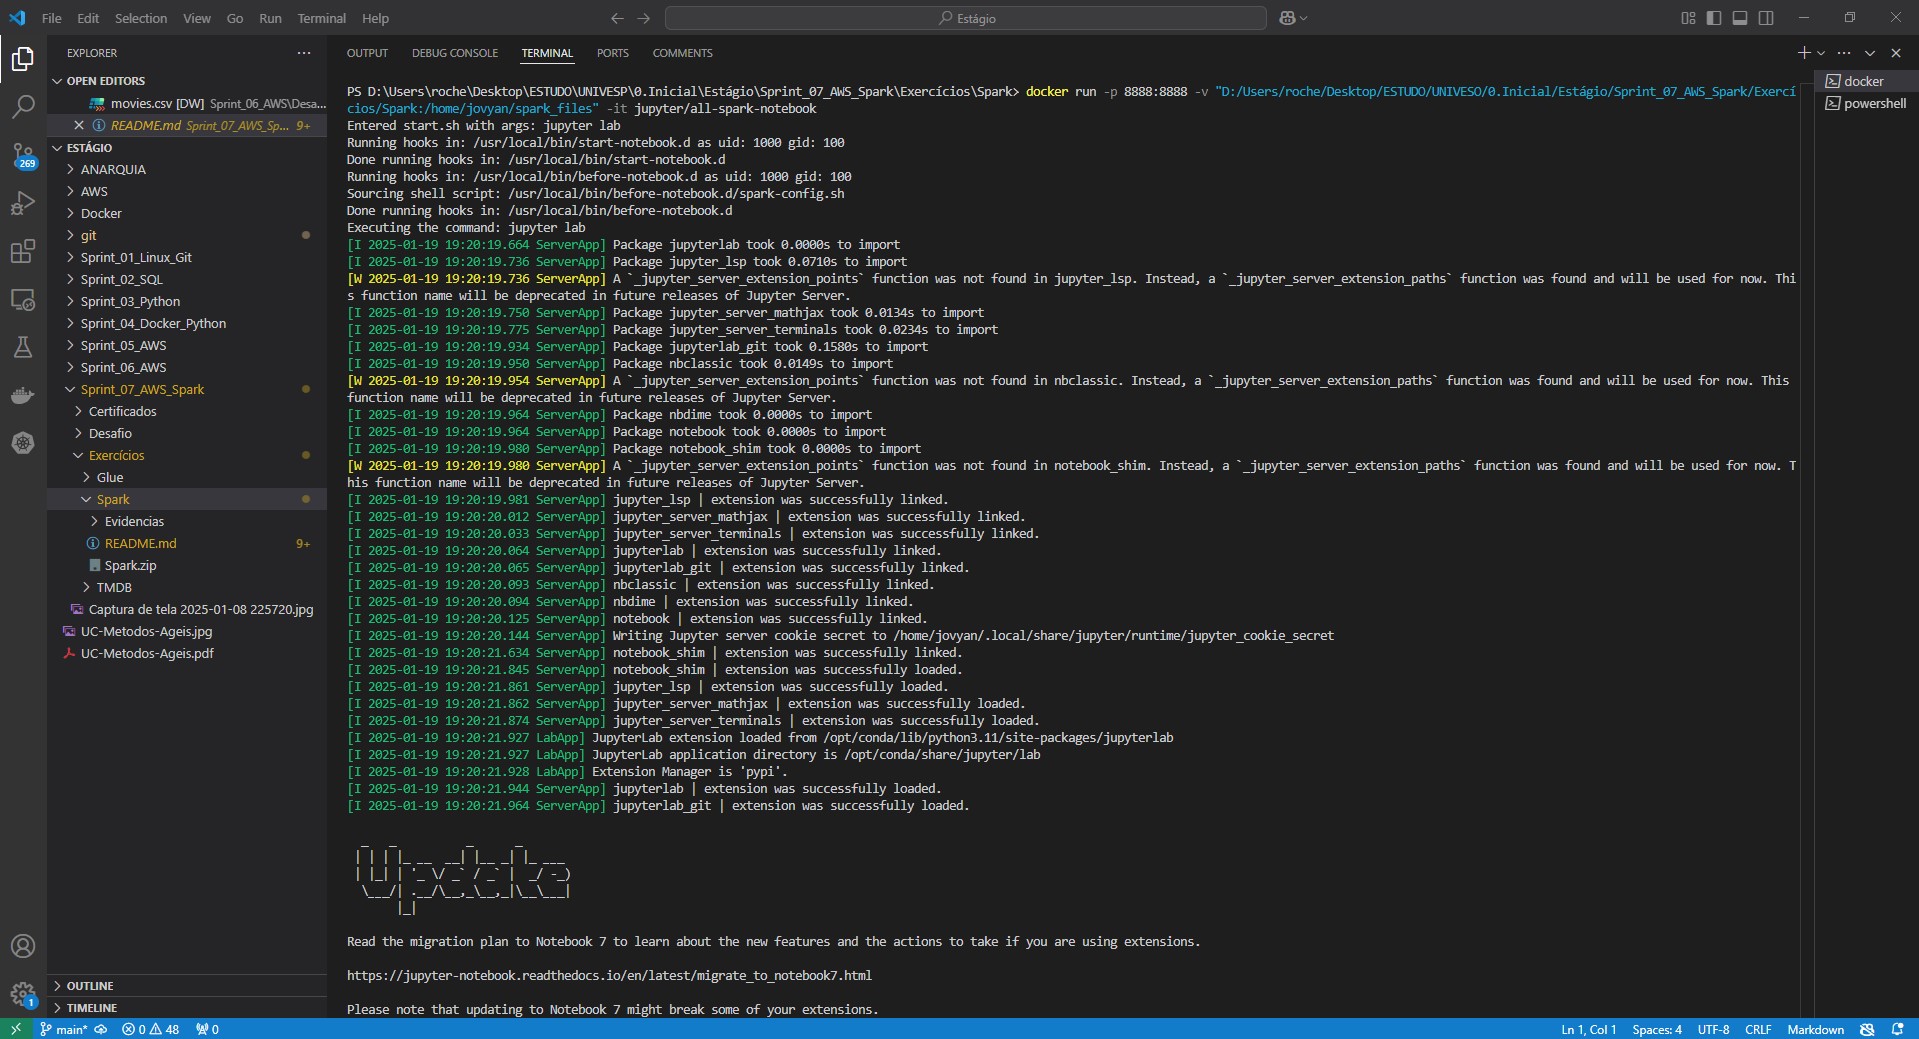 File Edit Selection View Go Run Terminal Help
Estágio
EXPLORER
OPEN EDITORS
movies.csv [DW] Sprint_06_AWS\Desa...
README.md Sprint_07_AWS_Sp... 9+
ESTÁGIO
ANARQUIA
AWS
Docker
git
Sprint_01_Linux_Git
Sprint_02_SQL
Sprint_03_Python
Sprint_04_Docker_Python
Sprint_05_AWS
Sprint_06_AWS
Sprint_07_AWS_Spark
Certificados
Desafio
Exercícios
Glue
Spark
Evidencias
README.md 9+
Spark.zip
TMDB
Captura de tela 2025-01-08 225720.jpg
UC-Metodos-Ageis.jpg
UC-Metodos-Ageis.pdf
OUTLINE
TIMELINE
269
1
OUTPUT DEBUG CONSOLE TERMINAL PORTS COMMENTS
docker
powershell
PS D:\Users\roche\Desktop\ESTUDO\UNIVESP\0.Inicial\Estágio\Sprint_07_AWS_Spark\Exercícios\Spark> docker run -p 8888:8888 -v "D:/Users/roche/Desktop/ESTUDO/UNIVESO/0.Inicial/Estágio/Sprint_07_AWS_Spark/Exercí
cios/Spark:/home/jovyan/spark_files" -it jupyter/all-spark-notebook
Entered start.sh with args: jupyter lab
Running hooks in: /usr/local/bin/start-notebook.d as uid: 1000 gid: 100
Done running hooks in: /usr/local/bin/start-notebook.d
Running hooks in: /usr/local/bin/before-notebook.d as uid: 1000 gid: 100
Sourcing shell script: /usr/local/bin/before-notebook.d/spark-config.sh
Done running hooks in: /usr/local/bin/before-notebook.d
Executing the command: jupyter lab
[I 2025-01-19 19:20:19.664 ServerApp] Package jupyterlab took 0.0000s to import
[I 2025-01-19 19:20:19.736 ServerApp] Package jupyter_lsp took 0.0710s to import
[W 2025-01-19 19:20:19.736 ServerApp] A `_jupyter_server_extension_points` function was not found in jupyter_lsp. Instead, a `_jupyter_server_extension_paths` function was found and will be used for now. Thi
s function name will be deprecated in future releases of Jupyter Server.
[I 2025-01-19 19:20:19.750 ServerApp] Package jupyter_server_mathjax took 0.0134s to import
[I 2025-01-19 19:20:19.775 ServerApp] Package jupyter_server_terminals took 0.0234s to import
[I 2025-01-19 19:20:19.934 ServerApp] Package jupyterlab_git took 0.1580s to import
[I 2025-01-19 19:20:19.950 ServerApp] Package nbclassic took 0.0149s to import
[W 2025-01-19 19:20:19.954 ServerApp] A `_jupyter_server_extension_points` function was not found in nbclassic. Instead, a `_jupyter_server_extension_paths` function was found and will be used for now. This
function name will be deprecated in future releases of Jupyter Server.
[I 2025-01-19 19:20:19.964 ServerApp] Package nbdime took 0.0000s to import
[I 2025-01-19 19:20:19.964 ServerApp] Package notebook took 0.0000s to import
[I 2025-01-19 19:20:19.980 ServerApp] Package notebook_shim took 0.0000s to import
[W 2025-01-19 19:20:19.980 ServerApp] A `_jupyter_server_extension_points` function was not found in notebook_shim. Instead, a `_jupyter_server_extension_paths` function was found and will be used for now. T
his function name will be deprecated in future releases of Jupyter Server.
[I 2025-01-19 19:20:19.981 ServerApp] jupyter_lsp | extension was successfully linked.
[I 2025-01-19 19:20:20.012 ServerApp] jupyter_server_mathjax | extension was successfully linked.
[I 2025-01-19 19:20:20.033 ServerApp] jupyter_server_terminals | extension was successfully linked.
[I 2025-01-19 19:20:20.064 ServerApp] jupyterlab | extension was successfully linked.
[I 2025-01-19 19:20:20.065 ServerApp] jupyterlab_git | extension was successfully linked.
[I 2025-01-19 19:20:20.093 ServerApp] nbclassic | extension was successfully linked.
[I 2025-01-19 19:20:20.094 ServerApp] nbdime | extension was successfully linked.
[I 2025-01-19 19:20:20.125 ServerApp] notebook | extension was successfully linked.
[I 2025-01-19 19:20:20.144 ServerApp] Writing Jupyter server cookie secret to /home/jovyan/.local/share/jupyter/runtime/jupyter_cookie_secret
[I 2025-01-19 19:20:21.634 ServerApp] notebook_shim | extension was successfully linked.
[I 2025-01-19 19:20:21.845 ServerApp] notebook_shim | extension was successfully loaded.
[I 2025-01-19 19:20:21.861 ServerApp] jupyter_lsp | extension was successfully loaded.
[I 2025-01-19 19:20:21.862 ServerApp] jupyter_server_mathjax | extension was successfully loaded.
[I 2025-01-19 19:20:21.874 ServerApp] jupyter_server_terminals | extension was successfully loaded.
[I 2025-01-19 19:20:21.927 LabApp] JupyterLab extension loaded from /opt/conda/lib/python3.11/site-packages/jupyterlab
[I 2025-01-19 19:20:21.927 LabApp] JupyterLab application directory is /opt/conda/share/jupyter/lab
[I 2025-01-19 19:20:21.928 LabApp] Extension Manager is 'pypi'.
[I 2025-01-19 19:20:21.944 ServerApp] jupyterlab | extension was successfully loaded.
[I 2025-01-19 19:20:21.964 ServerApp] jupyterlab_git | extension was successfully loaded.
Update
Read the migration plan to Notebook 7 to learn about the new features and the actions to take if you are using extensions.
https://jupyter-notebook.readthedocs.io/en/latest/migrate_to_notebook7.html
Please note that updating to Notebook 7 might break some of your extensions.
main* 0 48 0 Ln 1, Col 1 Spaces: 4 UTF-8 CRLF Markdown